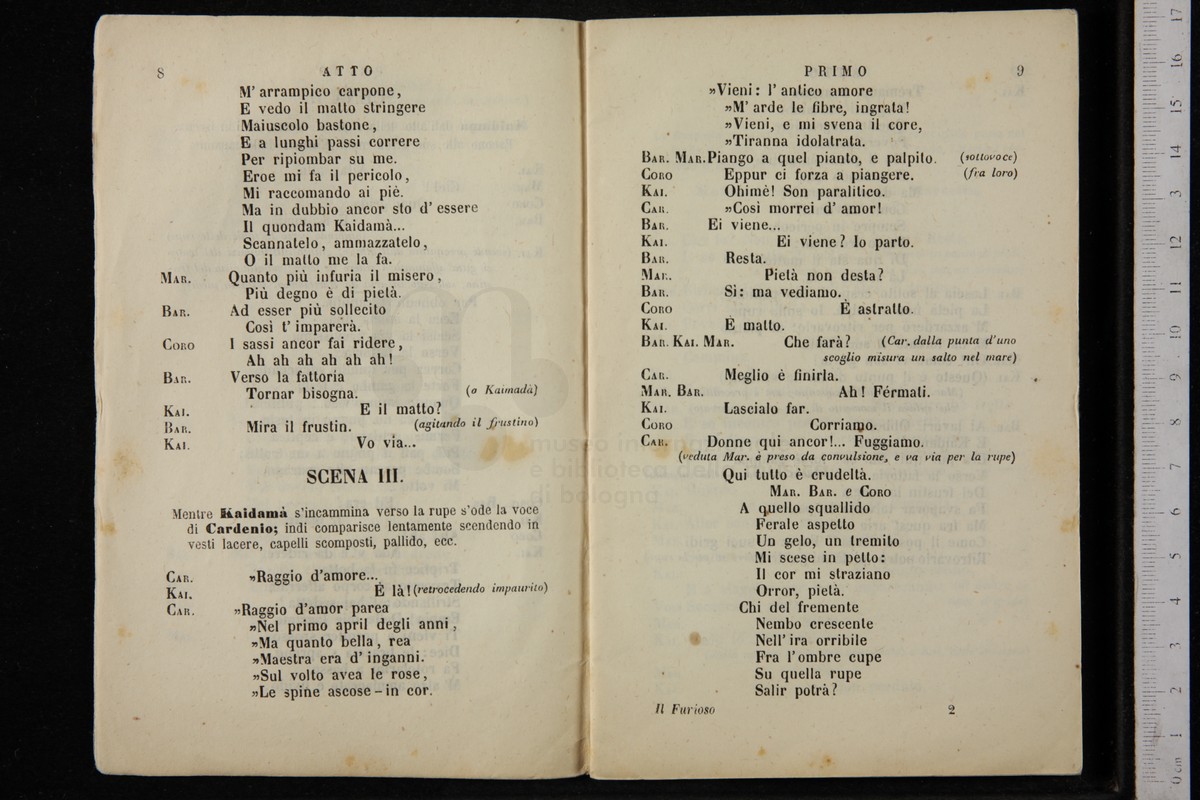 8 ATTO
M' arrampico carpone,
E vedo il matto stringere
Maiuscolo bastone,
E a lunghi passi correre
Per ripiombar su me.
Eroe mi fa il pericolo,
Mi raccomando ai piè.
Ma in dubbio ancor sto d' essere
Il quondam Kaidamà...
Scannatelo, ammazzatelo,
O il matto me la fa.
MAR. Quanto più infuria il misero,
Più degno è di pietà.
BAR. Ad esser più sollecito
Così t' imparerà.
CORO I sassi ancor fai ridere,
Ah ah ah ah ah ah!
BAR. Verso la fattoria
Tornar bisogna. (a Kaimadà)
KAI. E il matto?
BAR. Mira il frustin. (agitando il frustino)
KAI. Vo via...
SCENA III.
Mentre Kaidamà s'incammina verso la rupe s'ode la voce
di Cardenio; indi comparisce lentamente scendendo in
vesti lacere, capelli scomposti, pallido, ecc.
CAR. »Raggio d'amore...
KAI. È là! (retrocedendo impaurito)
CAR. »Raggio d'amor parea
»Nel primo april degli anni,
»Ma quanto bella, rea
»Maestra era d' inganni.
»Sul volto avea le rose,
»Le spine ascose - in cor.
PRIMO 9
»Vieni: l' antico amore
»M' arde le fibre, ingrata!
»Vieni, e mi svena il core,
»Tiranna idolatrata.
BAR. MAR. Piango a quel pianto, e palpito. (sottovoce)
CORO Eppur ci forza a piangere. (fra loro)
KAI. Ohimè! Son paralitico.
CAR. »Così morrei d' amor!
BAR. Ei viene...
KAI. Ei viene? Io parto.
BAR. Resta.
MAR. Pietà non desta?
BAR. Sì: ma vediamo.
CORO È astratto.
KAI. È matto.
BAR. KAI. MAR. Che farà? (Car. dalla punta d'uno
scoglio misura un salto nel mare)
CAR. Meglio è finirla.
MAR. BAR. Ah! Férmati.
KAI. Lascialo far.
CORO Corriamo.
CAR. Donne qui ancor!... Fuggiamo.
(veduta Mar. è preso da convulsione, e va via per la rupe)
Qui tutto è crudeltà.
MAR. BAR. e CORO
A quello squallido
Ferale aspetto
Un gelo, un tremito
Mi scese in petto:
Il cor mi straziano
Orror, pietà.
Chi del fremente
Nembo crescente
Nell' ira orribile
Fra l' ombre cupe
Su quella rupe
Salir potrà?
Il Furioso 2